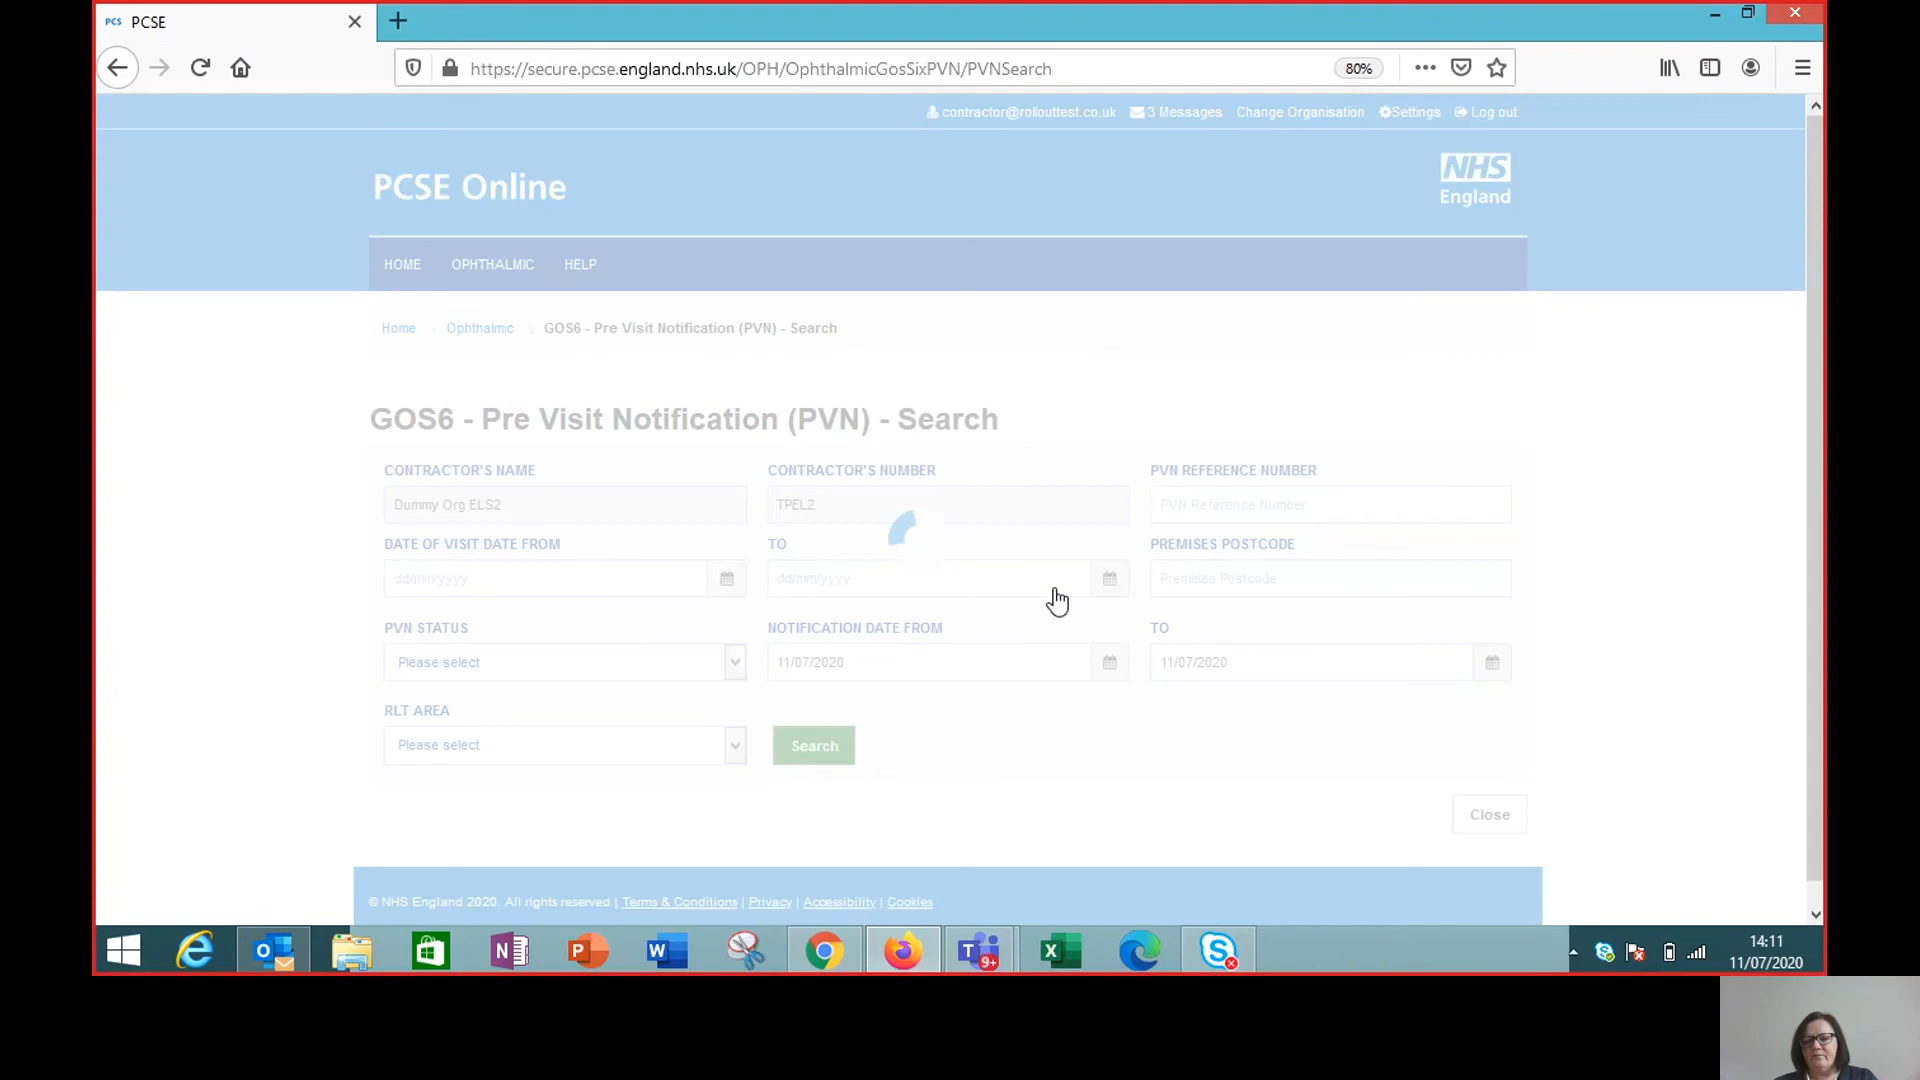 PCS PCSE
https://secure.pcse.england.nhs.uk/OPH/OphthalmicGosSixPVN/PVNSearch 80%
contractor@rollouttest.co.uk 3 Messages Change Organisation Settings Log out
PCSE Online
NHS
England
HOME OPHTHALMIC HELP
Home Ophthalmic GOS6 - Pre Visit Notification (PVN) - Search
GOS6 - Pre Visit Notification (PVN) - Search
CONTRACTOR'S NAME CONTRACTOR'S NUMBER PVN REFERENCE NUMBER
Dummy Org ELS2 TPEL2 PVN Reference Number
DATE OF VISIT DATE FROM TO PREMISES POSTCODE
dd/mm/yyyy dd/mm/yyyy Premises Postcode
PVN STATUS NOTIFICATION DATE FROM TO
Please select 11/07/2020 11/07/2020
RLT AREA
Please select Search
Close
© NHS England 2020. All rights reserved.| Terms & Conditions | Privacy | Accessibility | Cookies
9+
14:11
11/07/2020